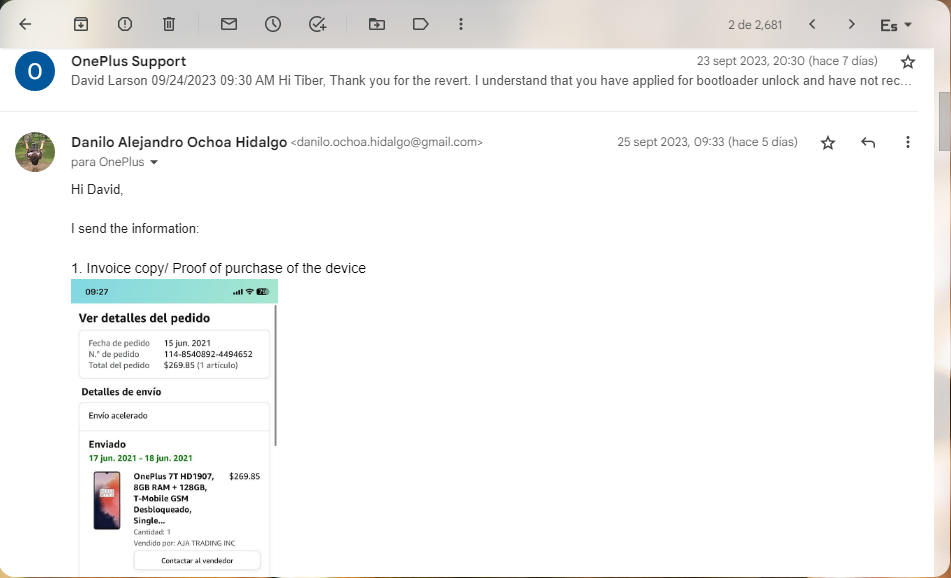 2 de 2,681
Es
O
OnePlus Support
23 sept 2023, 20:30 (hace 7 días)
David Larson 09/24/2023 09:30 AM Hi Tiber, Thank you for the revert. I understand that you have applied for bootloader unlock and have not rec…
Danilo Alejandro Ochoa Hidalgo <danilo.ochoa.hidalgo@gmail.com>
25 sept 2023, 09:33 (hace 5 días)
para OnePlus
Hi David,
I send the information:
1. Invoice copy/ Proof of purchase of the device
09:27
Ver detalles del pedido
Fecha de pedido 15 jun. 2021
N.° de pedido 114-8540892-4494652
Total del pedido $269.85 (1 artículo)
Detalles de envío
Envío acelerado
Enviado
17 jun. 2021 - 18 jun. 2021
OnePlus 7T HD1907, $269.85
8GB RAM + 128GB,
T-Mobile GSM
Desbloqueado,
Single...
Cantidad: 1
Vendido por: AJA TRADING INC
Contactar al vendedor